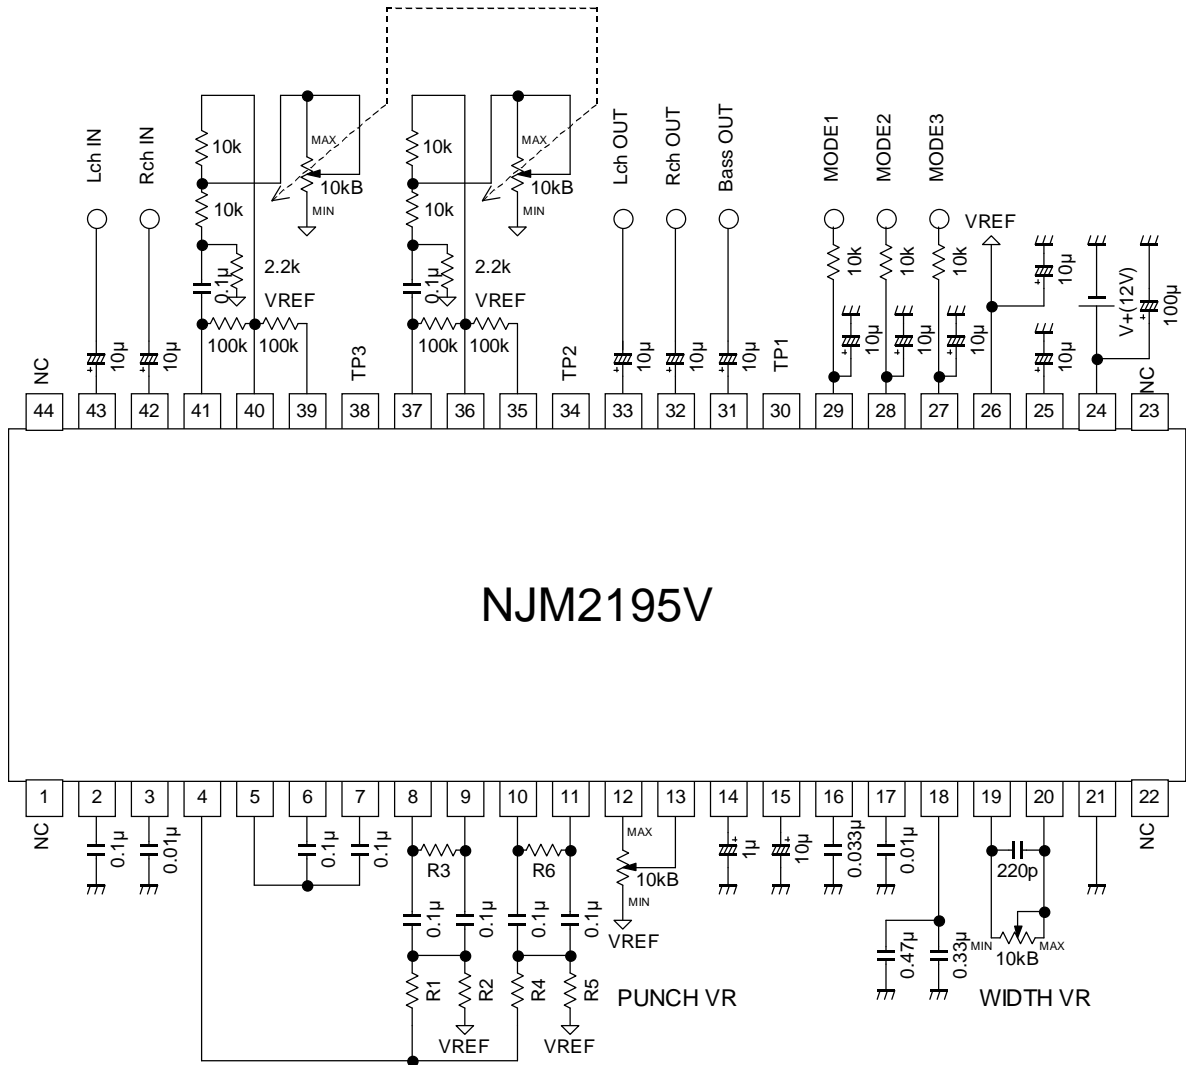 Lch IN
Rch IN
10k
MAX
10kB
MIN
10k
0.1µ
2.2k
VREF
100k
100k
10k
MAX
10kB
MIN
10k
0.1µ
2.2k
VREF
100k
100k
Lch OUT
Rch OUT
Bass OUT
MODE1
MODE2
MODE3
10k
10k
10k
VREF
10µ
V+(12V)
100µ
NC
+
10µ
+
10µ
TP3
TP2
+
10µ
+
10µ
+
10µ
TP1
+
10µ
+
10µ
+
10µ
+
+
10µ
+
NC
44
43
42
41
40
39
38
37
36
35
34
33
32
31
30
29
28
27
26
25
24
23
NJM2195V
1
2
3
4
5
6
7
8
9
10
11
12
13
14
15
16
17
18
19
20
21
22
NC
0.1µ
0.01µ
0.1µ
0.1µ
R3
R6
MAX
10kB
MIN
VREF
+
1µ
+
10µ
0.033µ
0.01µ
220p
NC
0.1µ
0.1µ
0.1µ
0.1µ
0.47µ
0.33µ
MIN
10kB
MAX
R1
R2
R4
R5
PUNCH VR
WIDTH VR
VREF
VREF